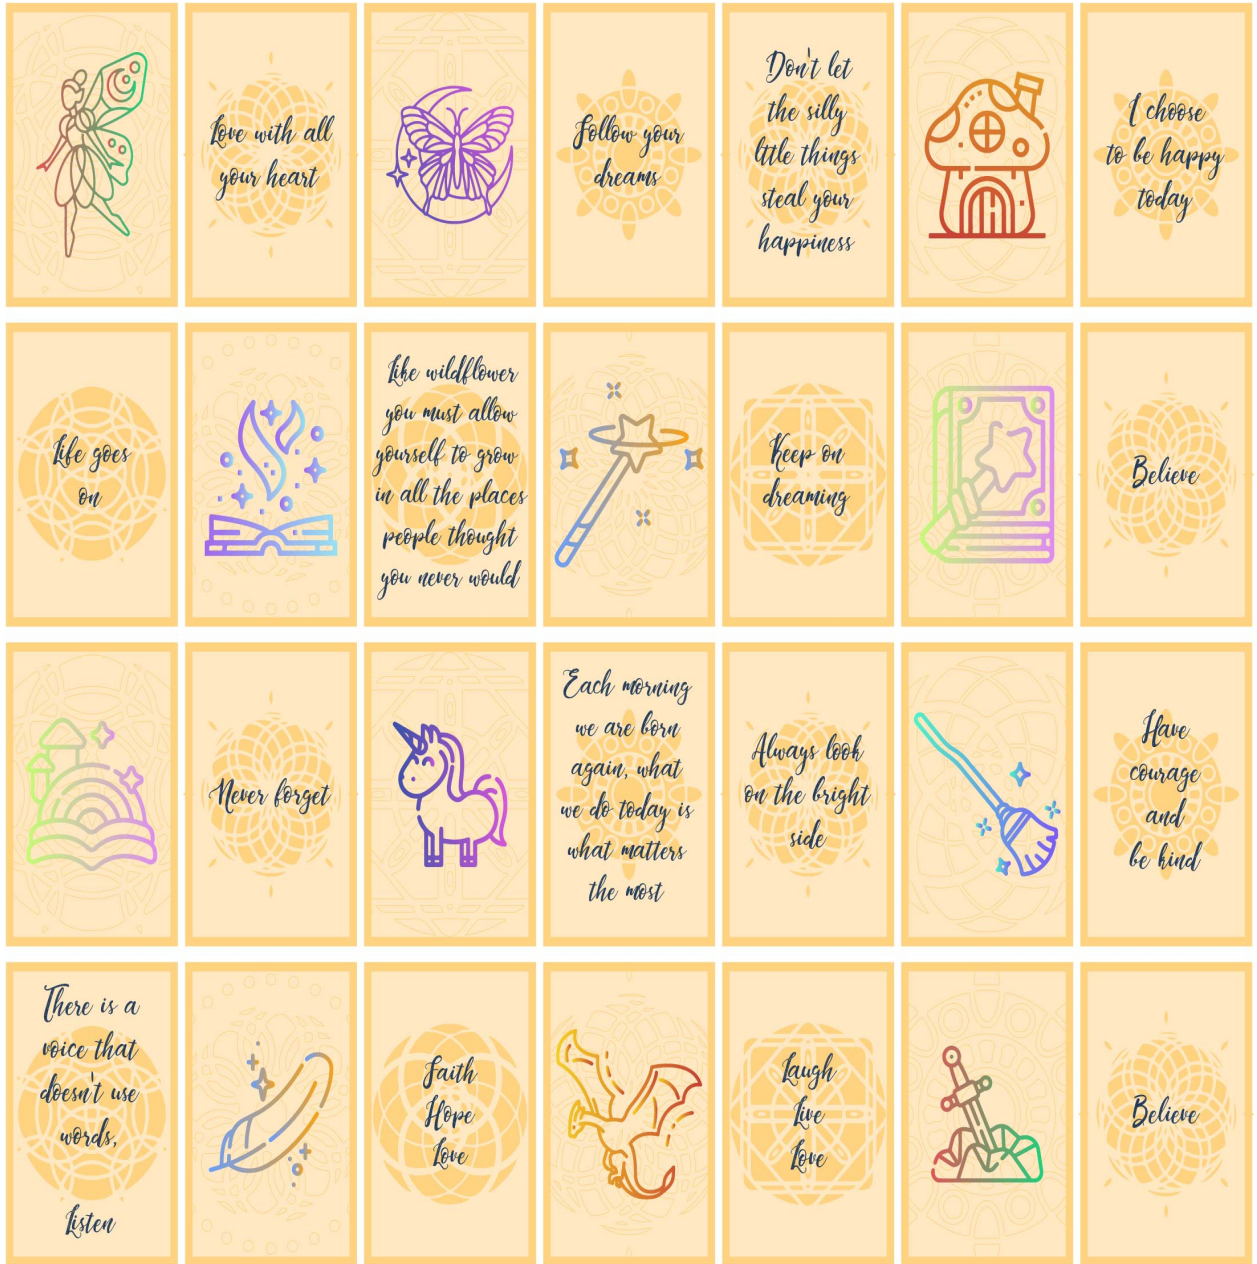 Love with all
your heart
Follow your
dreams
Don't let
the silly
little things
steal your
happiness
I choose
to be happy
today
Life goes
on
Like wildflower
you must allow
yourself to grow
in all the places
people thought
you never would
Keep on
dreaming
Believe
Never forget
Each morning
we are born
again, what
we do today is
what matters
the most
Always look
on the bright
side
Have
courage
and
be kind
There is a
voice that
doesn't use
words,
Listen
Faith
Hope
Love
Laugh
Live
Love
Believe